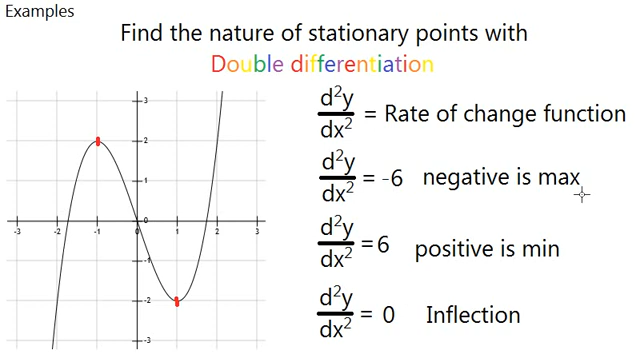 Examples
Find the nature of stationary points with
Double differentiation
3
2
1
0
-1
-2
-3
-3 -2 -1 1 2 3
d²y/dx² = Rate of change function
d²y/dx² = -6 negative is max
d²y/dx² = 6 positive is min
d²y/dx² = 0 Inflection